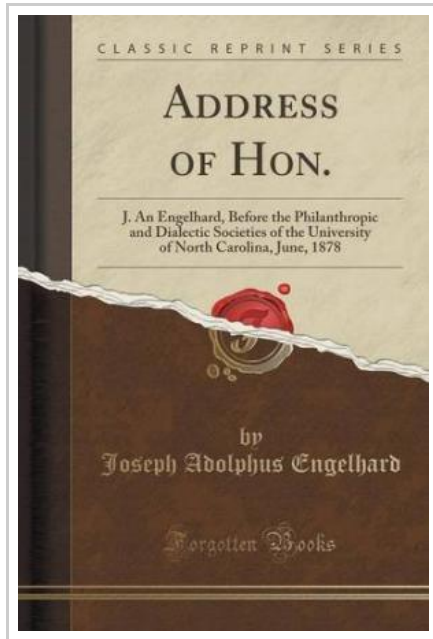 CLASSIC REPRINT SERIES
ADDRESS
OF HON.
J. An Engelhard, Before the Philanthropic
and Dialectic Societies of the University
of North Carolina, June, 1878
by
Joseph Adolphus Engelhard
Forgotten Books